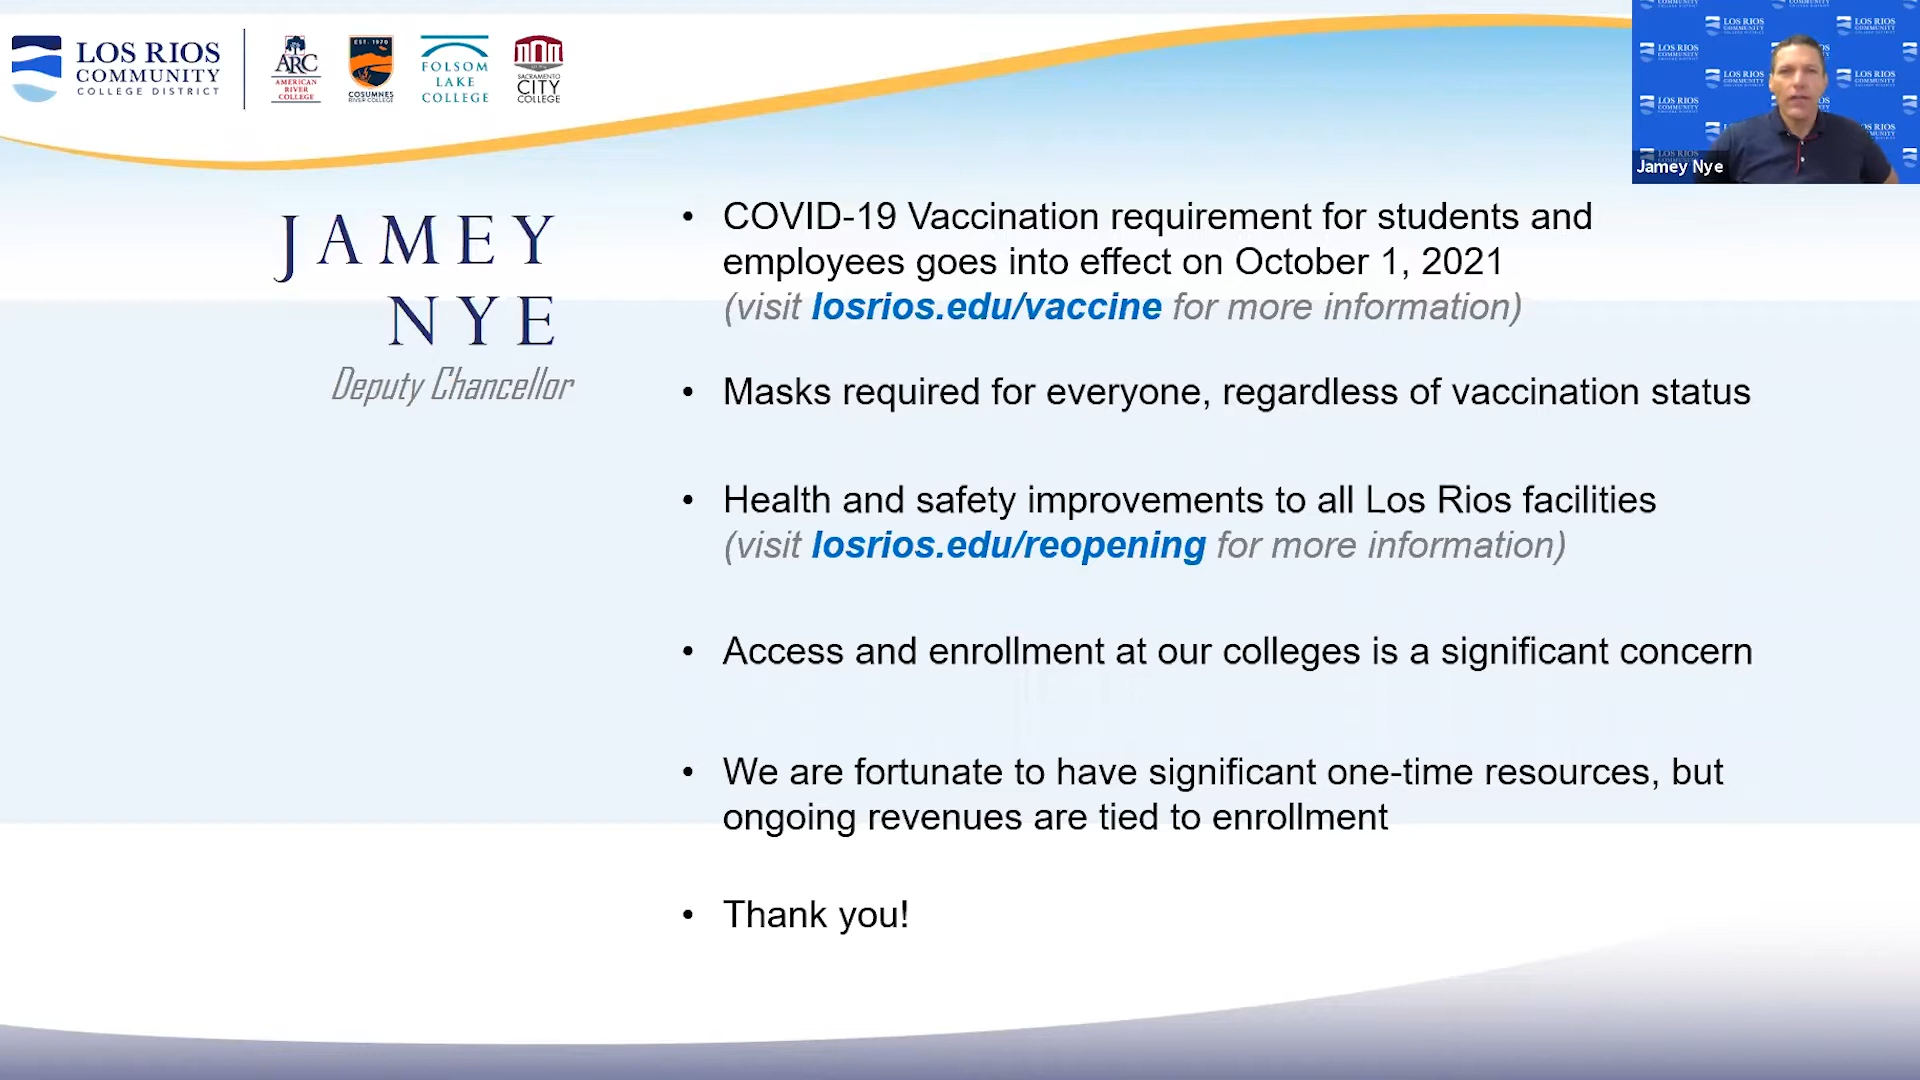 LOS RIOS
COMMUNITY
COLLEGE DISTRICT
ARC
AMERICAN
RIVER
COLLEGE
EST. 1970
COSUMNES
RIVER COLLEGE
FOLSOM
LAKE
COLLEGE
SACRAMENTO
CITY
COLLEGE
Jamey Nye
JAMEY
NYE
Deputy Chancellor
• COVID-19 Vaccination requirement for students and
employees goes into effect on October 1, 2021
(visit losrios.edu/vaccine for more information)
• Masks required for everyone, regardless of vaccination status
• Health and safety improvements to all Los Rios facilities
(visit losrios.edu/reopening for more information)
• Access and enrollment at our colleges is a significant concern
• We are fortunate to have significant one-time resources, but
ongoing revenues are tied to enrollment
• Thank you!